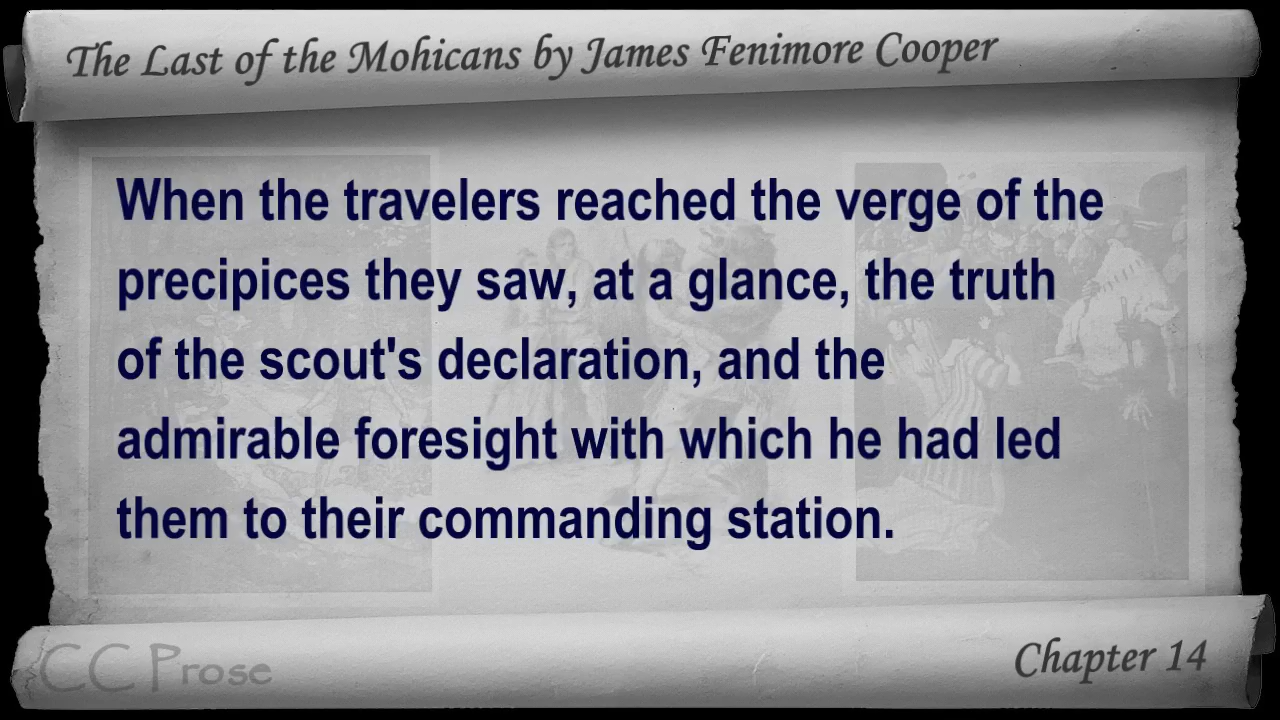 The Last of the Mohicans by James Fenimore Cooper
When the travelers reached the verge of the
precipices they saw, at a glance, the truth
of the scout's declaration, and the
admirable foresight with which he had led
them to their commanding station.
CC Prose
Chapter 14